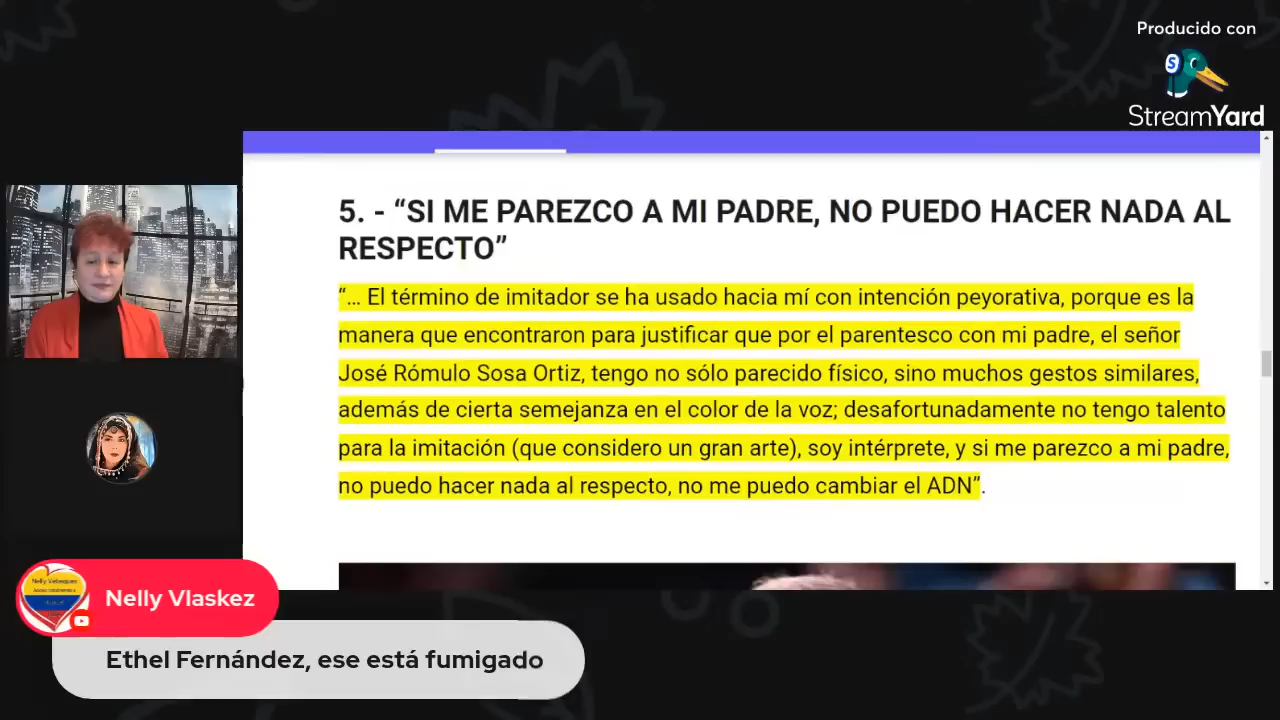 Producido con
StreamYard
5. - “SI ME PAREZCO A MI PADRE, NO PUEDO HACER NADA AL
RESPECTO”
“… El término de imitador se ha usado hacia mí con intención peyorativa, porque es la
manera que encontraron para justificar que por el parentesco con mi padre, el señor
José Rómulo Sosa Ortiz, tengo no sólo parecido físico, sino muchos gestos similares,
además de cierta semejanza en el color de la voz; desafortunadamente no tengo talento
para la imitación (que considero un gran arte), soy intérprete, y si me parezco a mi padre,
no puedo hacer nada al respecto, no me puedo cambiar el ADN”.
Nelly Vlaskez
Ethel Fernández, ese está fumigado